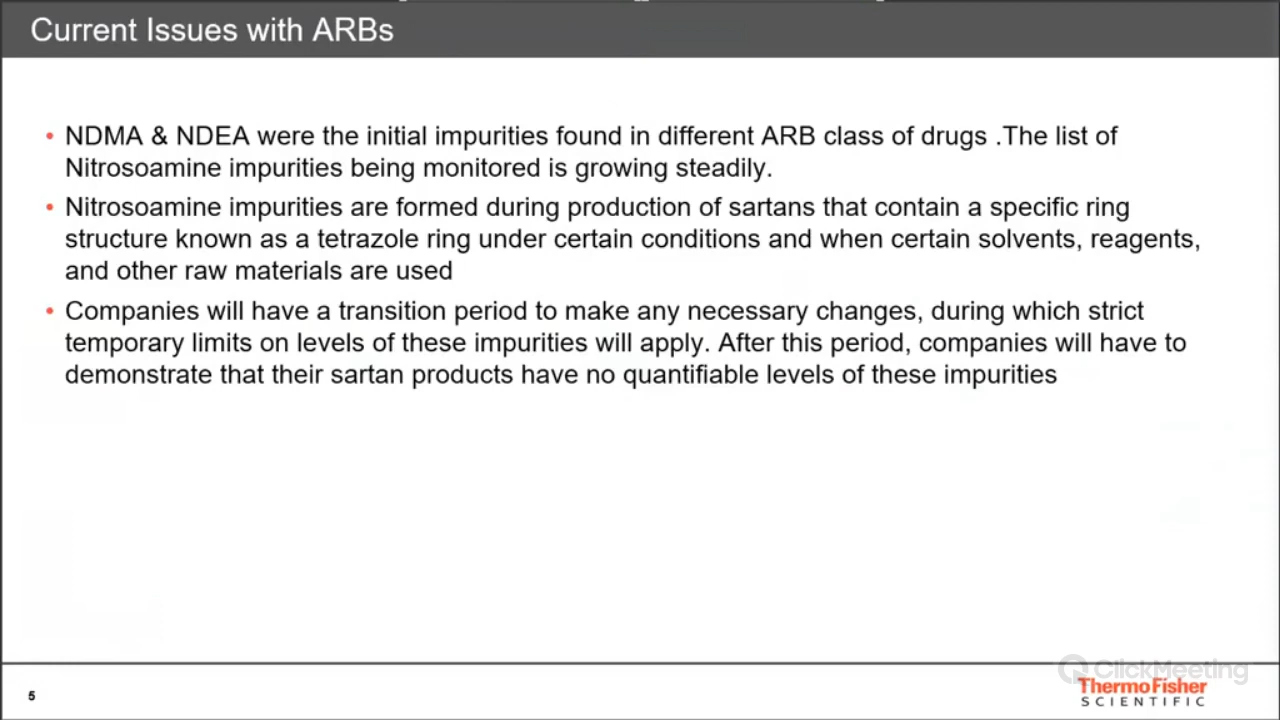 Current Issues with ARBs
• NDMA & NDEA were the initial impurities found in different ARB class of drugs .The list of
Nitrosoamine impurities being monitored is growing steadily.
• Nitrosoamine impurities are formed during production of sartans that contain a specific ring
structure known as a tetrazole ring under certain conditions and when certain solvents, reagents,
and other raw materials are used
• Companies will have a transition period to make any necessary changes, during which strict
temporary limits on levels of these impurities will apply. After this period, companies will have to
demonstrate that their sartan products have no quantifiable levels of these impurities
ClickMeeting
5
ThermoFisher
SCIENTIFIC